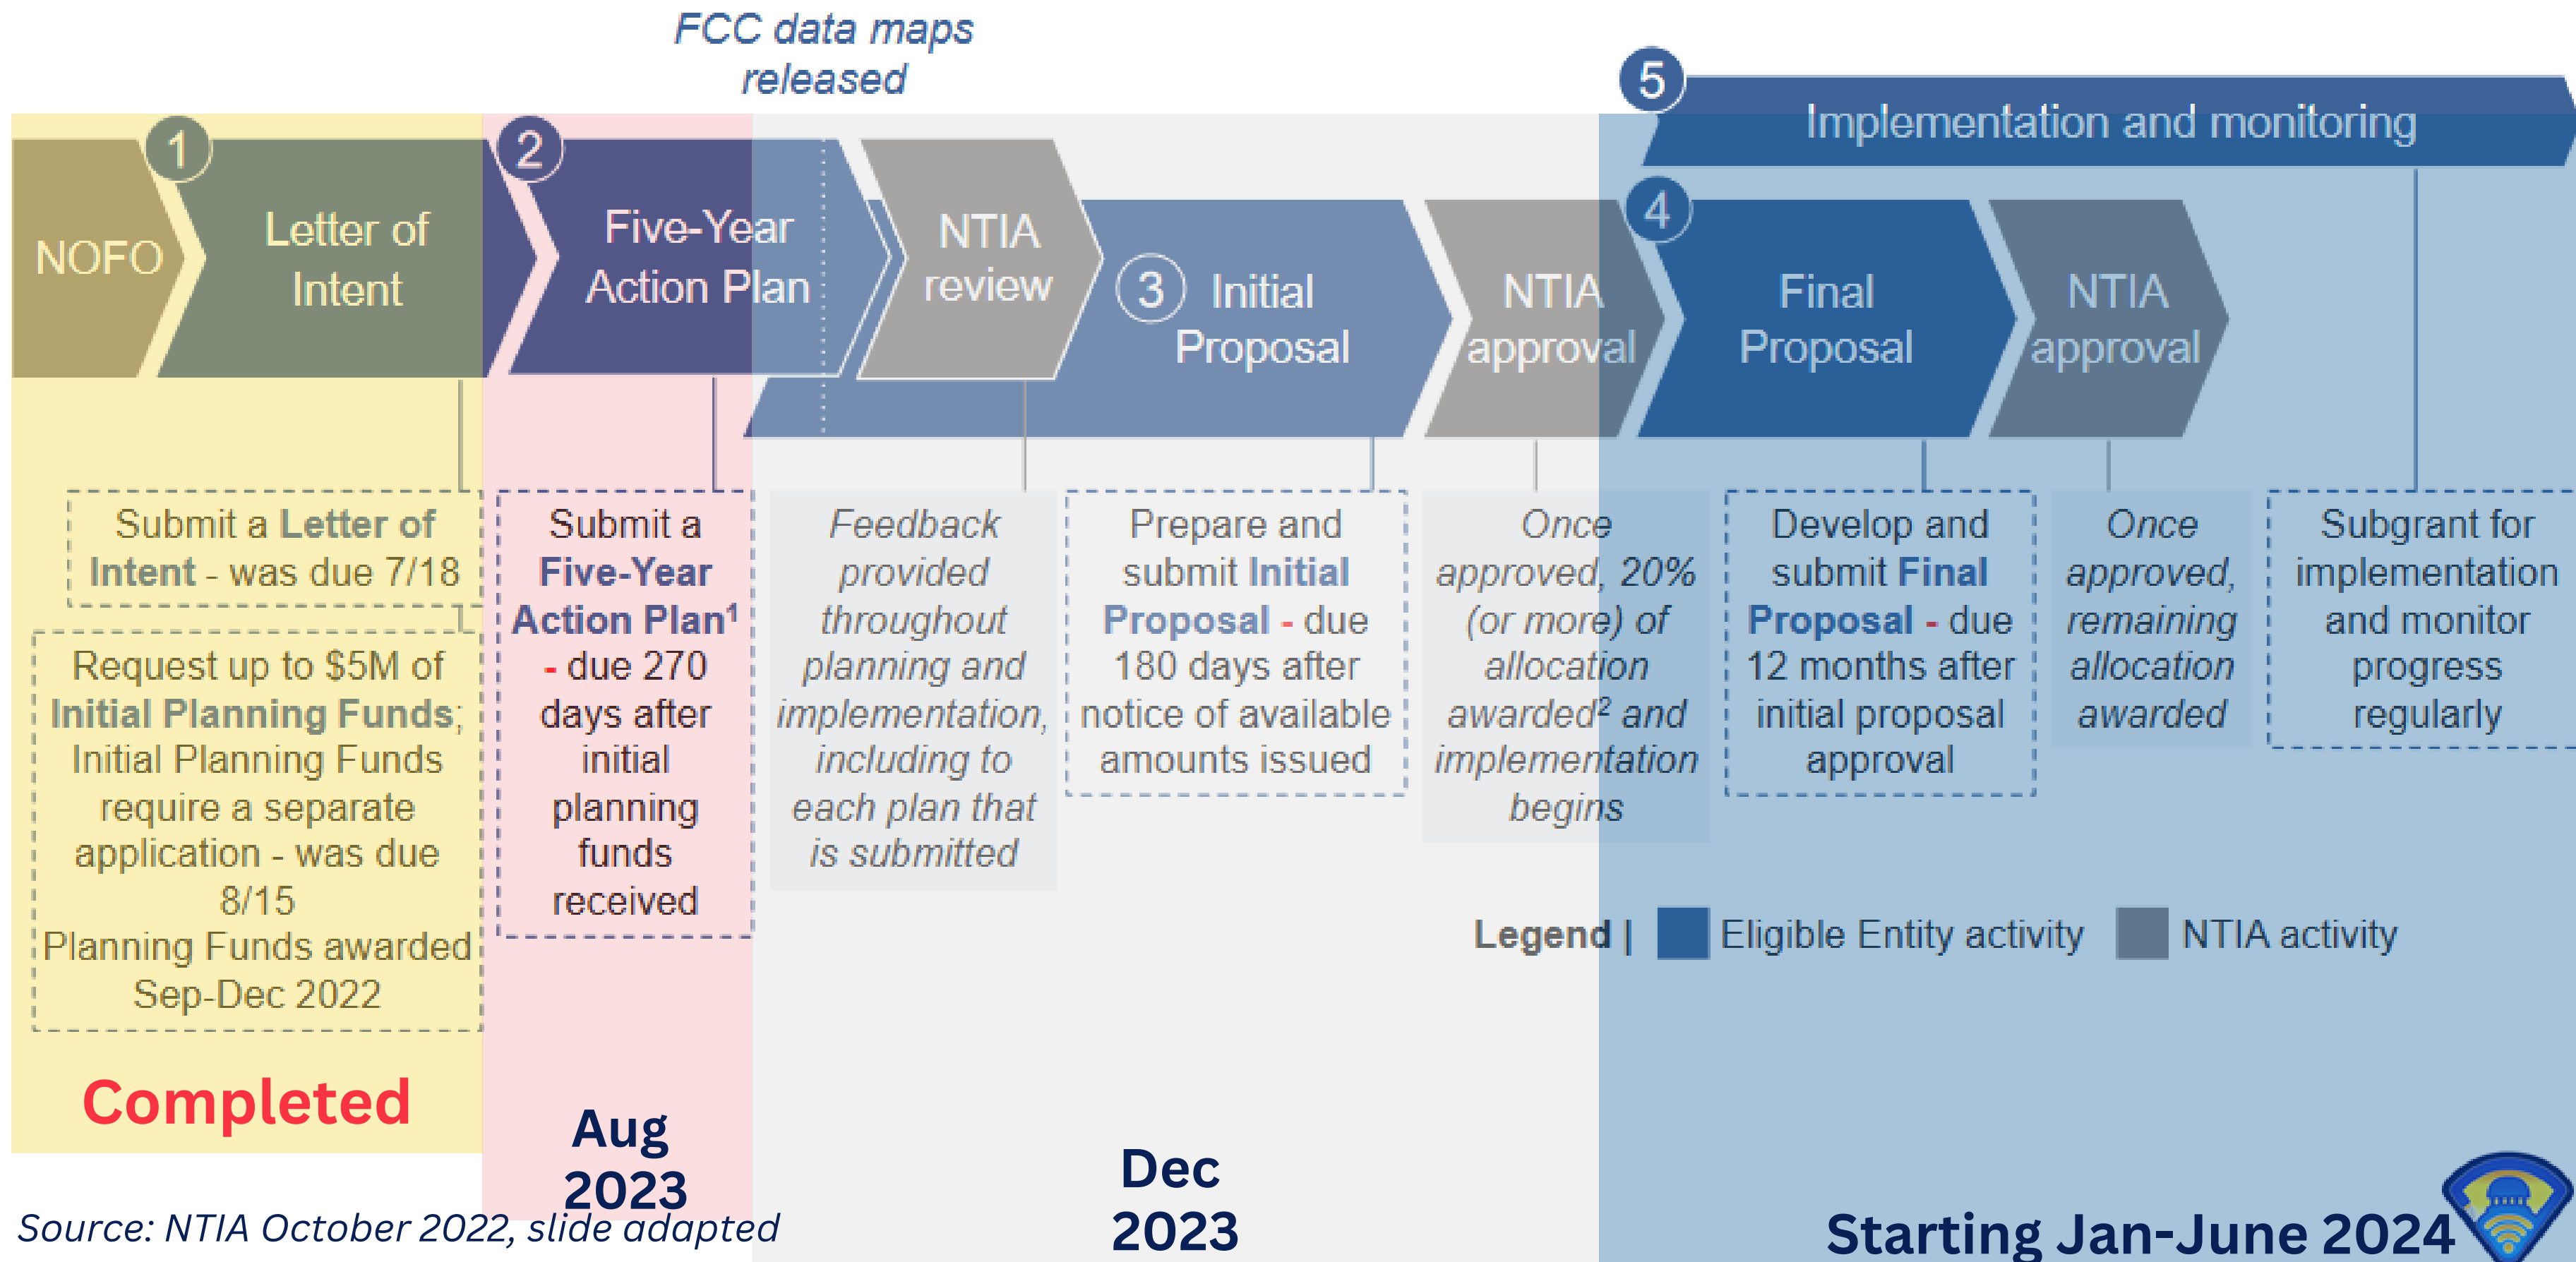 FCC data maps
released
5
Implementation and monitoring
NOFO
1
Letter of
Intent
2
Five-Year
Action Plan
NTIA
review
3
Initial
Proposal
NTIA
approval
4
Final
Proposal
NTIA
approval
Submit a Letter of
Intent - was due 7/18
Request up to $5M of
Initial Planning Funds;
Initial Planning Funds
require a separate
application - was due
8/15
Planning Funds awarded
Sep-Dec 2022
Submit a
Five-Year
Action Plan¹
- due 270
days after
initial
planning
funds
received
Feedback
provided
throughout
planning and
implementation,
including to
each plan that
is submitted
Prepare and
submit Initial
Proposal - due
180 days after
notice of available
amounts issued
Once
approved, 20%
(or more) of
allocation
awarded² and
implementation
begins
Develop and
submit Final
Proposal - due
12 months after
initial proposal
approval
Once
approved,
remaining
allocation
awarded
Subgrant for
implementation
and monitor
progress
regularly
Legend | Eligible Entity activity NTIA activity
Completed
Aug
2023
Dec
2023
Starting Jan-June 2024
Source: NTIA October 2022, slide adapted